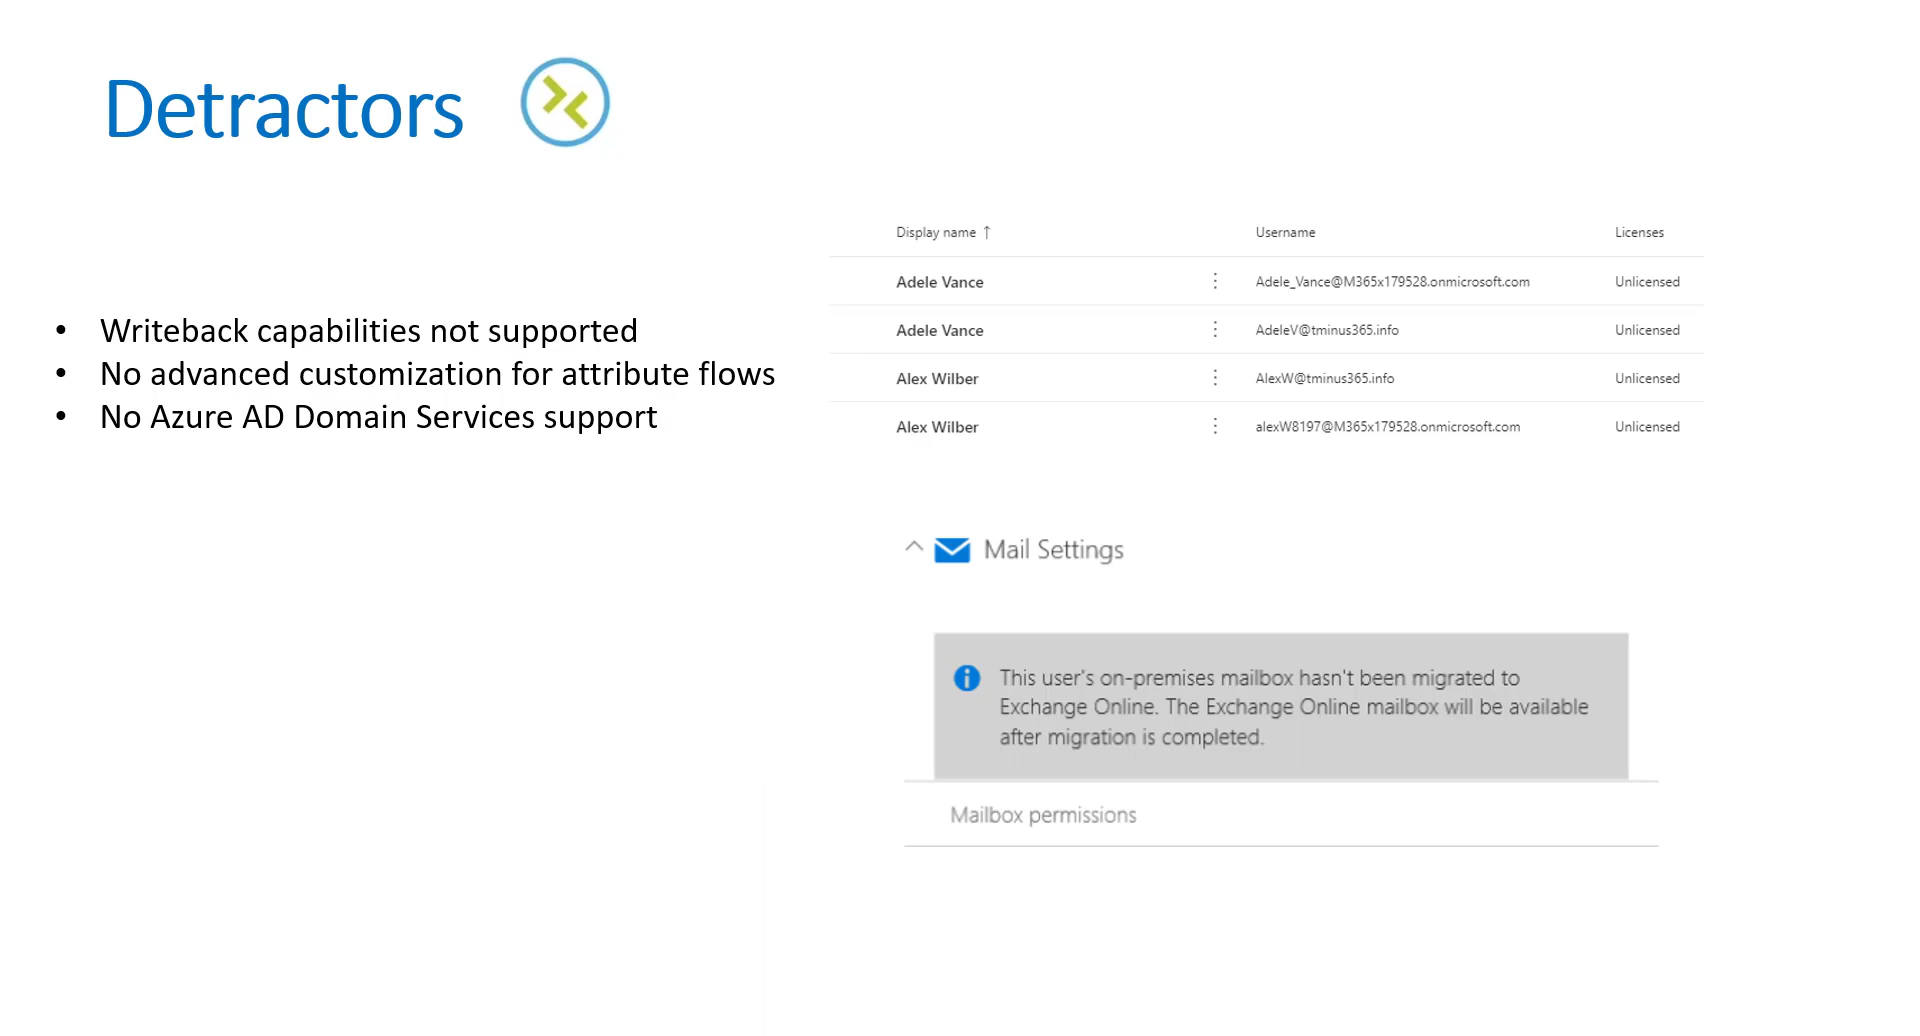 Detractors
• Writeback capabilities not supported
• No advanced customization for attribute flows
• No Azure AD Domain Services support
Display name ↑ Username Licenses
Adele Vance Adele_Vance@M365x179528.onmicrosoft.com Unlicensed
Adele Vance AdeleV@tminus365.info Unlicensed
Alex Wilber AlexW@tminus365.info Unlicensed
Alex Wilber alexW8197@M365x179528.onmicrosoft.com Unlicensed
Mail Settings
This user's on-premises mailbox hasn't been migrated to
Exchange Online. The Exchange Online mailbox will be available
after migration is completed.
Mailbox permissions